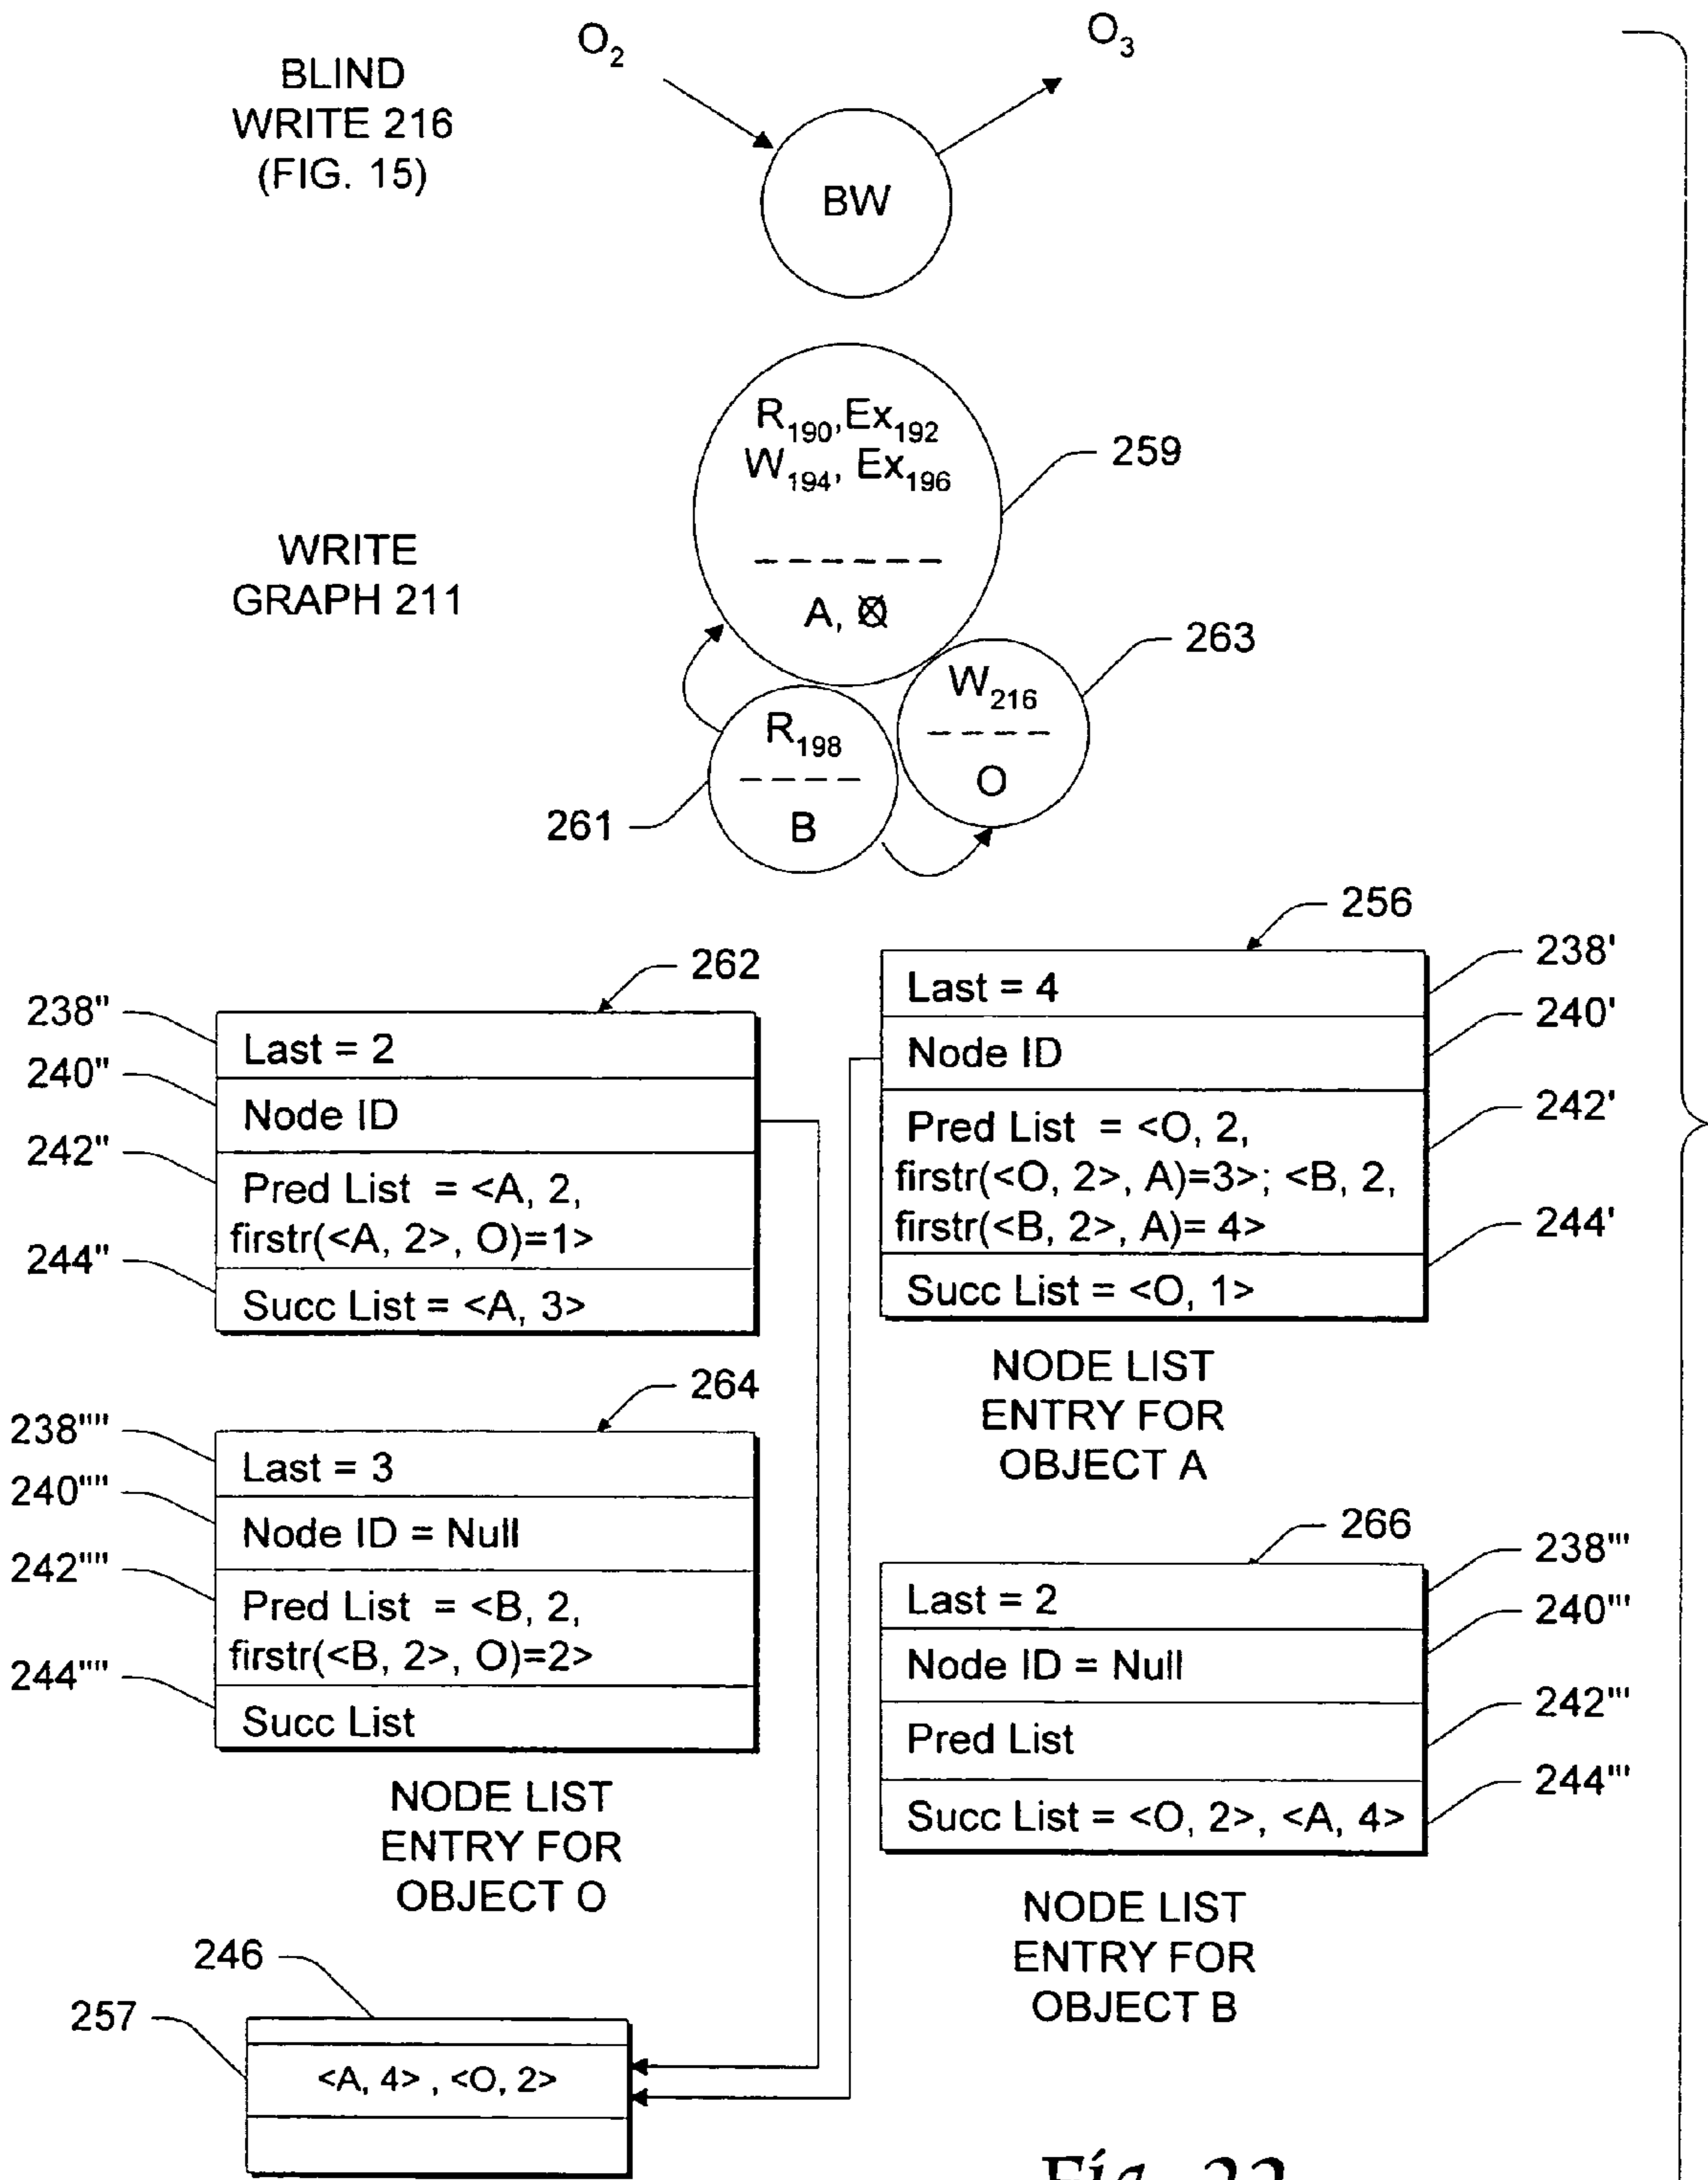 BLIND
WRITE 216
(FIG. 15)
O₂
O₃
BW
WRITE
GRAPH 211
R₁₉₀,Ex₁₉₂
W₁₉₄, Ex₁₉₆
A, O
259
W₂₁₆
O
263
R₁₉₈
B
261
262
238"
Last = 2
240"
Node ID
242"
Pred List = <A, 2,
firstr(<A, 2>, O)=1>
244"
Succ List = <A, 3>
256
Last = 4
238'
Node ID
240'
Pred List = <O, 2,
firstr(<O, 2>, A)=3>; <B, 2,
firstr(<B, 2>, A)= 4>
242'
Succ List = <O, 1>
244'
NODE LIST
ENTRY FOR
OBJECT A
264
238""
Last = 3
240""
Node ID = Null
242""
Pred List = <B, 2,
firstr(<B, 2>, O)=2>
244""
Succ List
NODE LIST
ENTRY FOR
OBJECT O
266
Last = 2
238"'
Node ID = Null
240"'
Pred List
242"'
Succ List = <O, 2>, <A, 4>
244"'
NODE LIST
ENTRY FOR
OBJECT B
246
257
<A, 4> , <O, 2>
Fig. 22